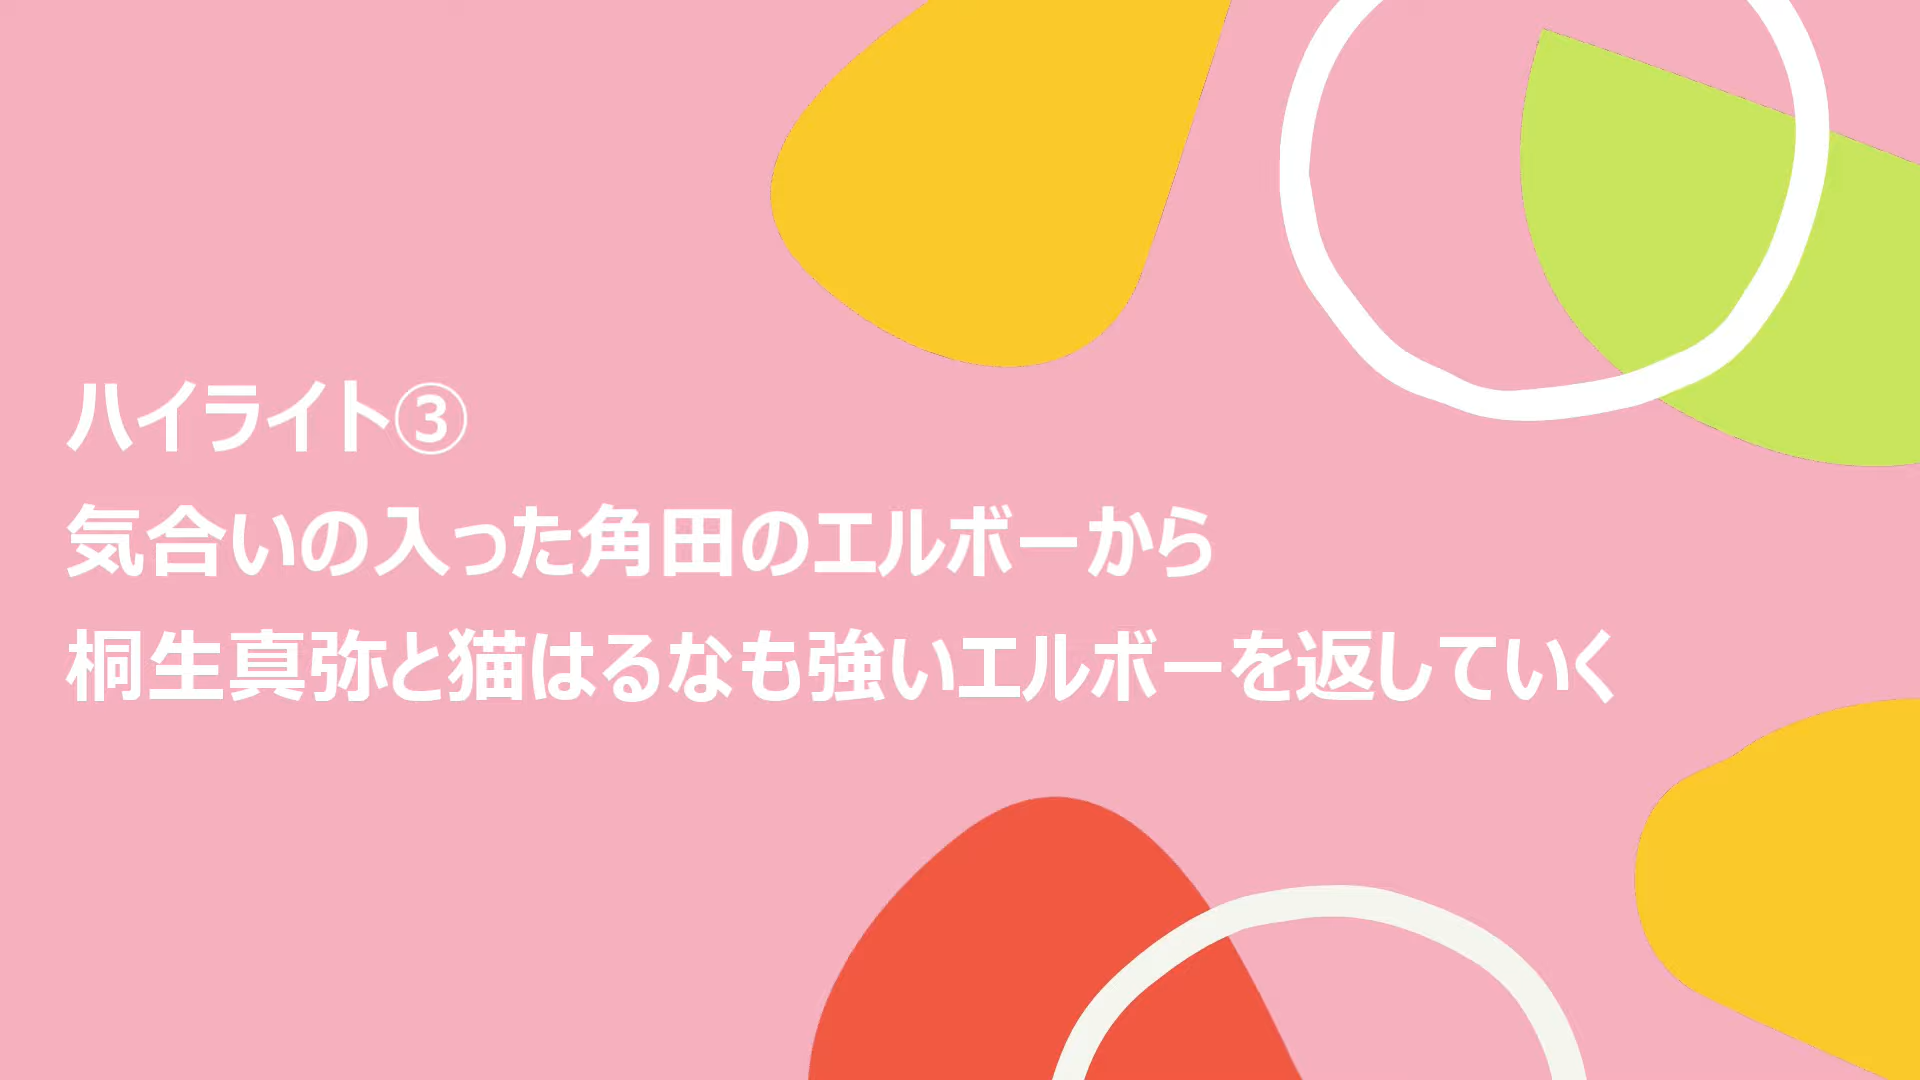 ハイライト③
気合いの入った角田のエルボーから
桐生真弥と猫はるなも強いエルボーを返していく